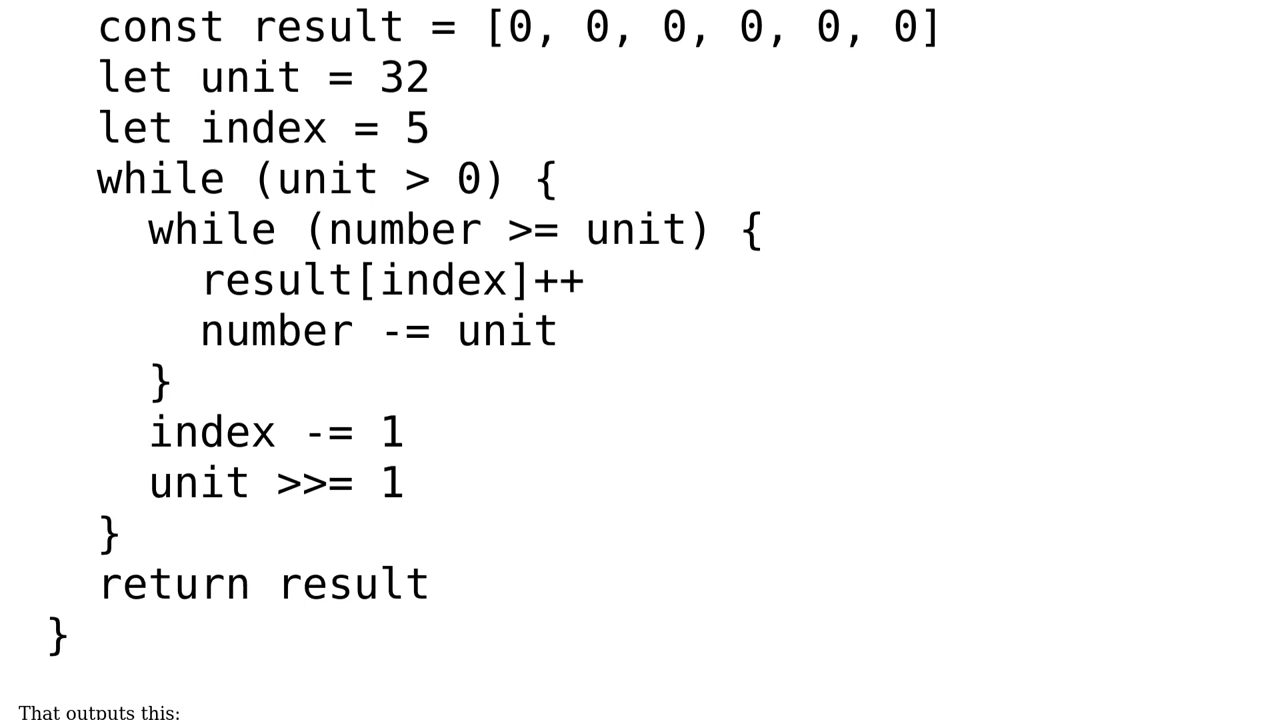 const result = [0, 0, 0, 0, 0, 0]
let unit = 32
let index = 5
while (unit > 0) {
while (number >= unit) {
result[index]++
number -= unit
}
index -= 1
unit >>= 1
}
return result
}
That outputs this: